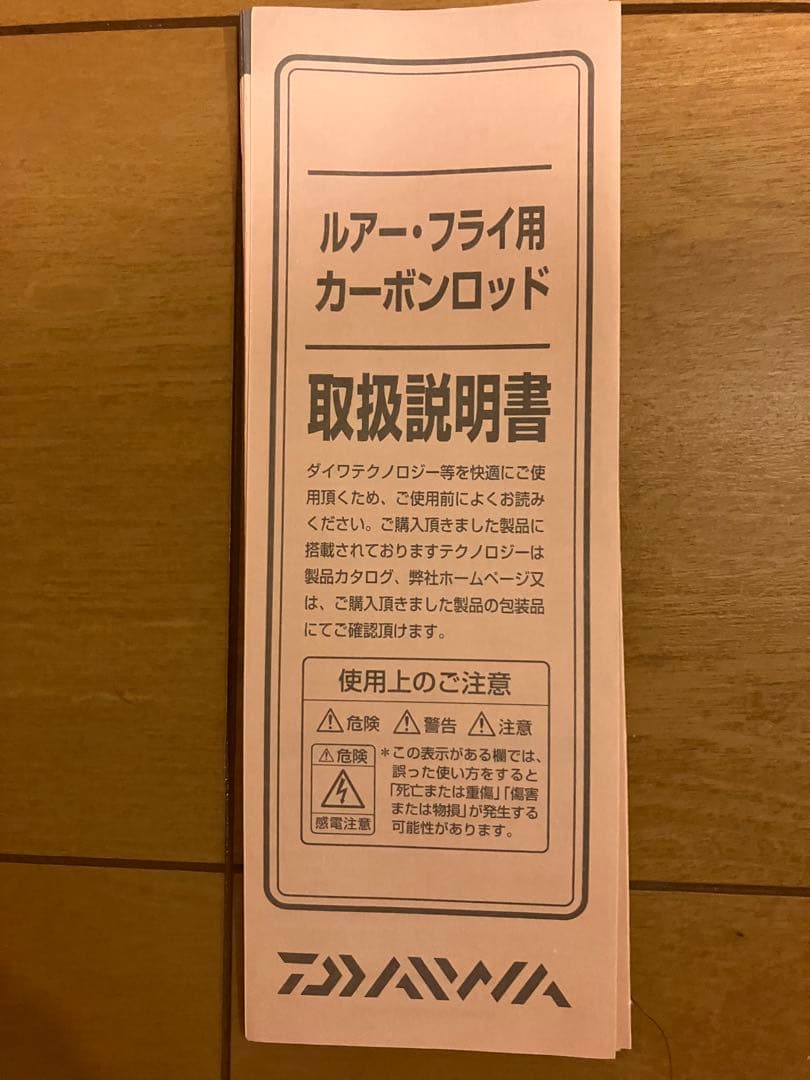 ルアー・フライ用
カーボンロッド
取扱説明書
ダイワテクノロジー等を快適にご使
用頂くため、ご使用前によくお読み
ください。ご購入頂きました製品に
搭載されておりますテクノロジーは
製品カタログ、弊社ホームページ又
は、ご購入頂きました製品の包装品
にてご確認頂けます。
使用上のご注意
⚠危険 ⚠警告 ⚠注意
⚠危険
感電注意
＊この表示がある欄では、
誤った使い方をすると
「死亡または重傷」「傷害
または物損」が発生する
可能性があります。
DAIWA